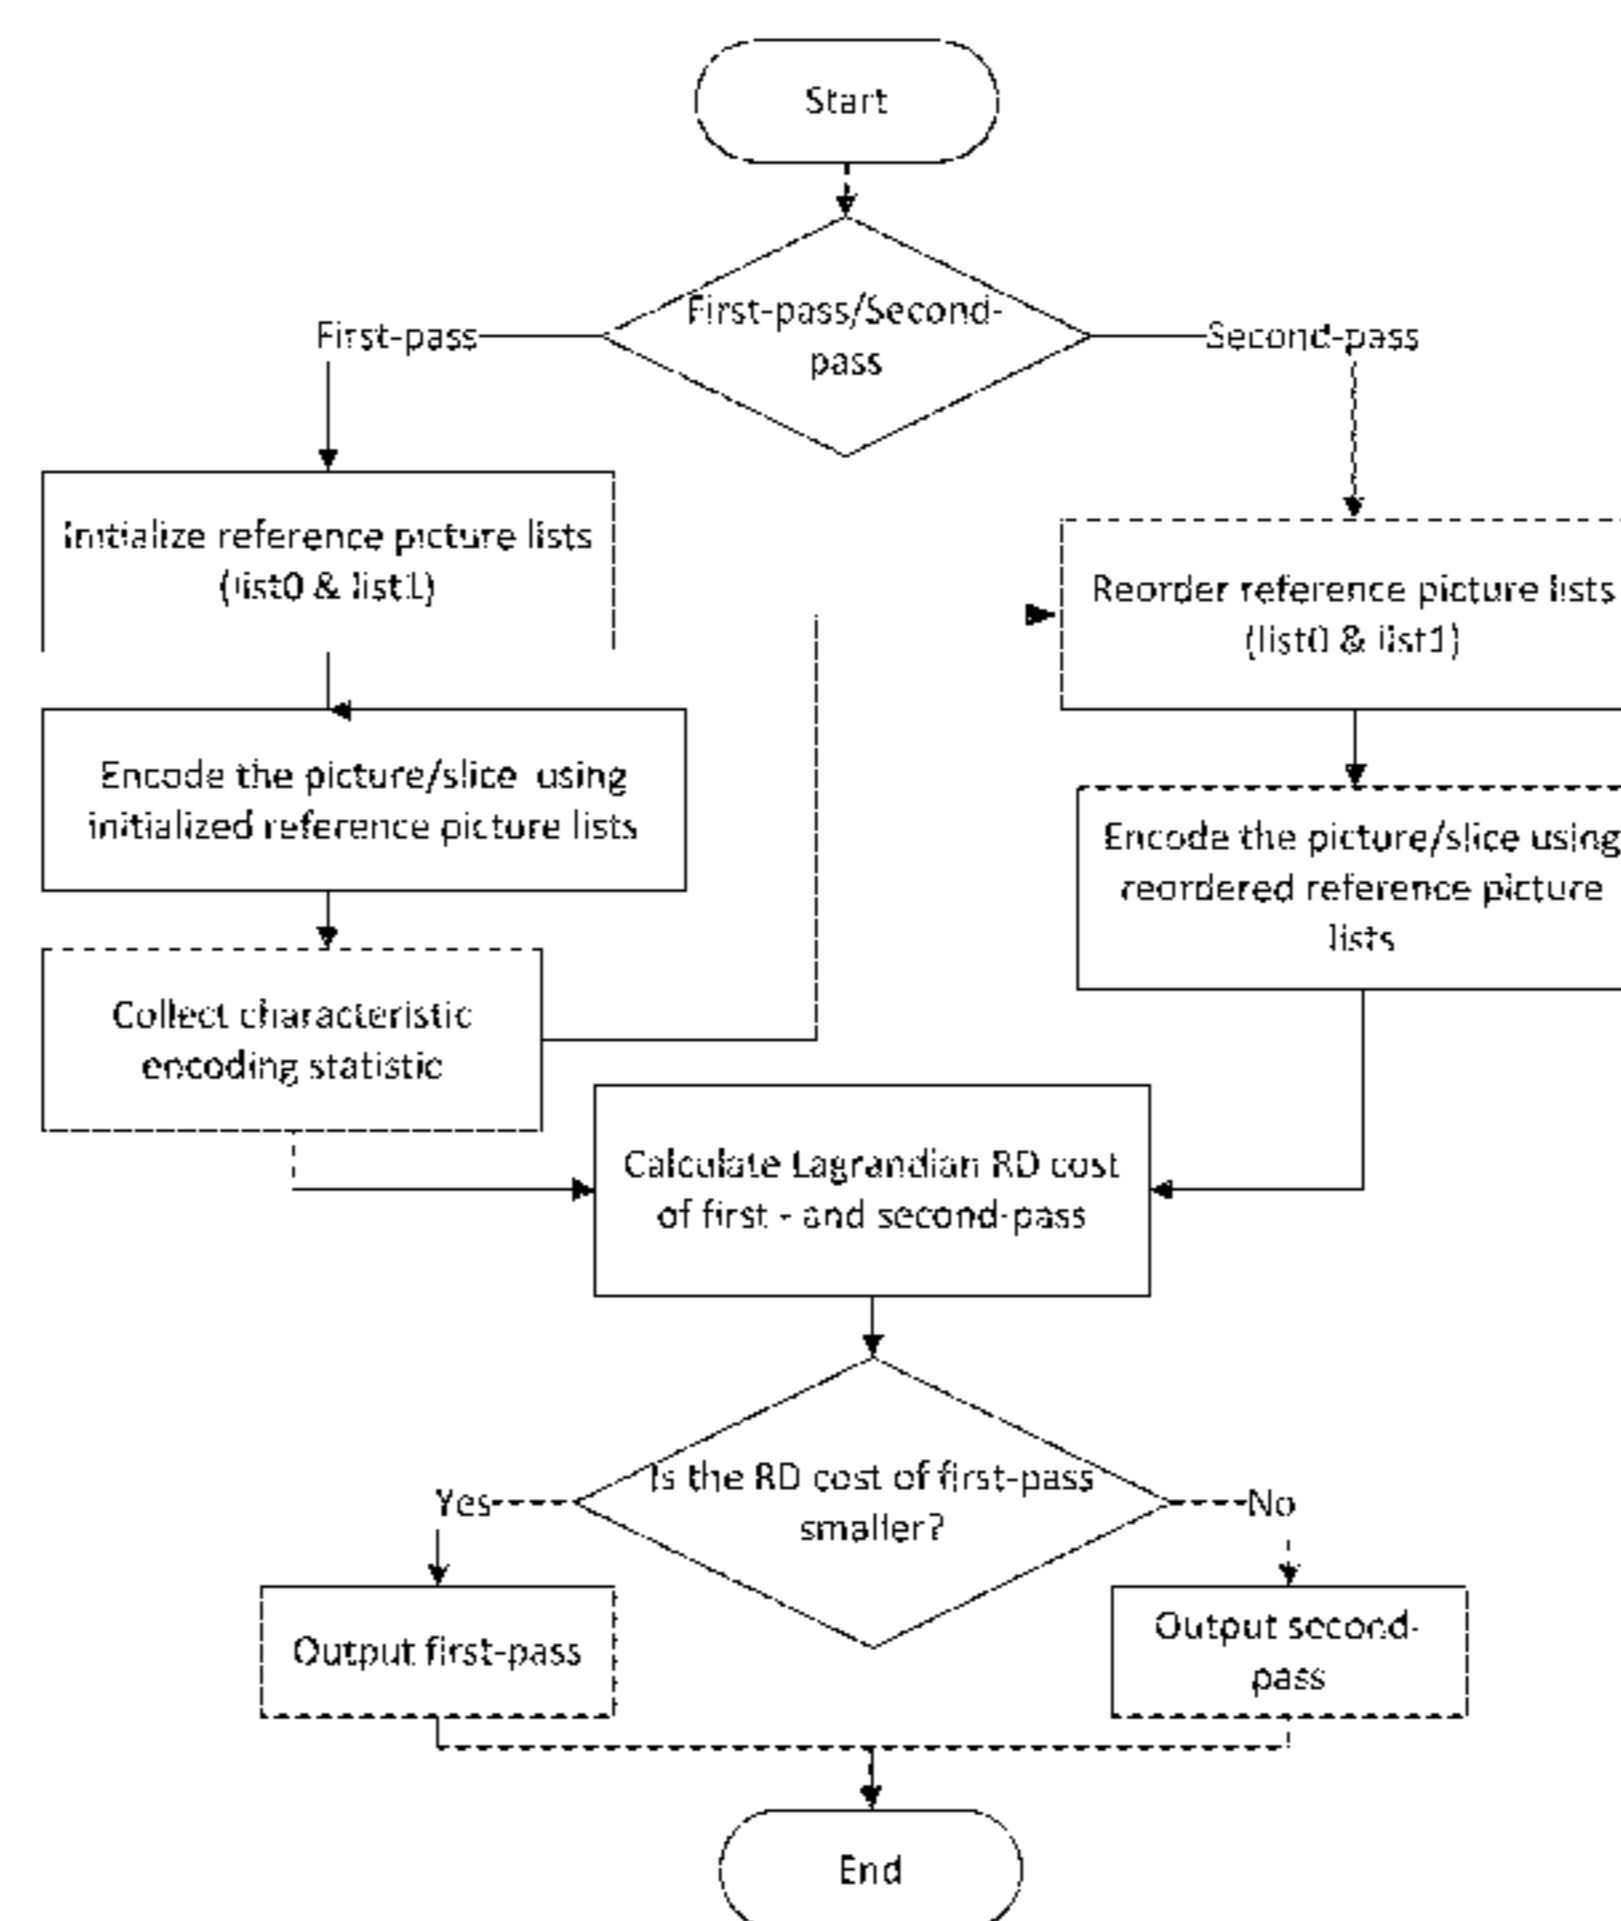 Start
First-pass/Second-
pass
First-pass
Second-pass
Initialize reference picture lists
(list0 & list1)
Reorder reference picture lists
(list0 & list1)
Encode the picture/slice using
initialized reference picture lists
Encode the picture/slice using
reordered reference picture
lists
Collect characteristic
encoding statistic
Calculate Lagrandian RD cost
of first - and second-pass
Is the RD cost of first-pass
smaller?
Yes
No
Output first-pass
Output second-
pass
End